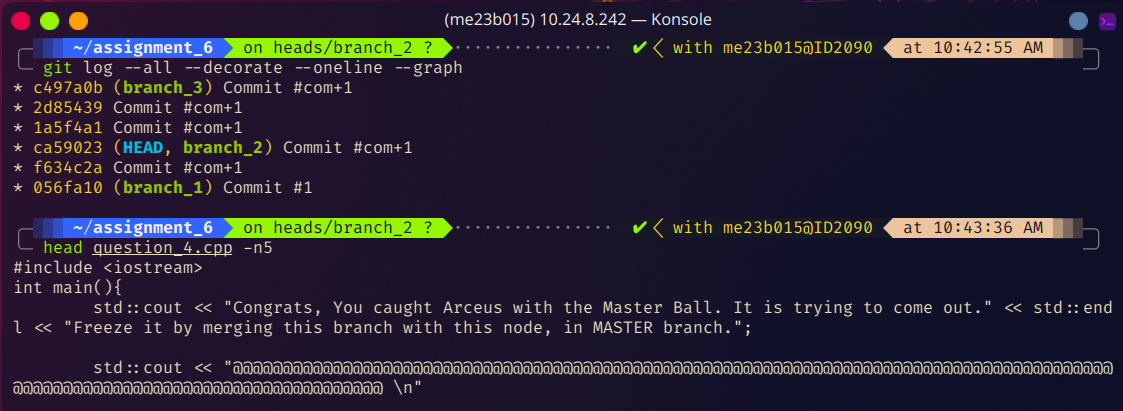 (me23b015) 10.24.8.242 — Konsole
~/assignment_6 on heads/branch_2 ? ✔ with me23b015@ID2090 at 10:42:55 AM
git log --all --decorate --oneline --graph
* c497a0b (branch_3) Commit #com+1
* 2d85439 Commit #com+1
* 1a5f4a1 Commit #com+1
* ca59023 (HEAD, branch_2) Commit #com+1
* f634c2a Commit #com+1
* 056fa10 (branch_1) Commit #1
~/assignment_6 on heads/branch_2 ? ✔ with me23b015@ID2090 at 10:43:36 AM
head question_4.cpp -n5
#include <iostream>
int main(){
std::cout << "Congrats, You caught Arceus with the Master Ball. It is trying to come out." << std::end
l << "Freeze it by merging this branch with this node, in MASTER branch.";
std::cout << "@@@@@@@@@@@@@@@@@@@@@@@@@@@@@@@@@@@@@@@@@@@@@@@@@@@@@@@@@@@@@@@@@@@@@@@@@@@@@@@@@@@@@@@@
@@@@@@@@@@@@@@@@@@@@@@@@@@@@@@@@@@@@@ \n"